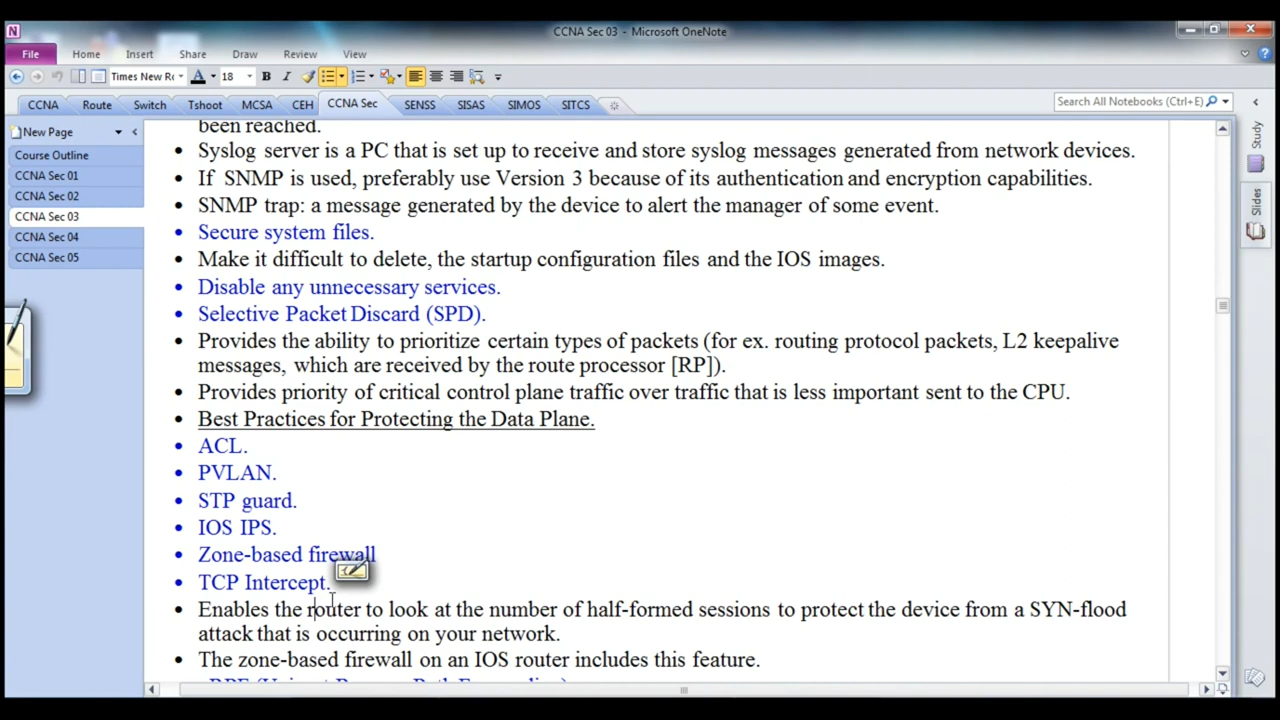 CCNA Sec 03 - Microsoft OneNote
File Home Insert Share Draw Review View
Times New Ro 18 B I
CCNA Route Switch Tshoot MCSA CEH CCNA Sec SENSS SISAS SIMOS SITCS Search All Notebooks (Ctrl+E)
New Page
Course Outline
CCNA Sec 01
CCNA Sec 02
CCNA Sec 03
CCNA Sec 04
CCNA Sec 05
Study
Slides
been reached.
• Syslog server is a PC that is set up to receive and store syslog messages generated from network devices.
• If SNMP is used, preferably use Version 3 because of its authentication and encryption capabilities.
• SNMP trap: a message generated by the device to alert the manager of some event.
• Secure system files.
• Make it difficult to delete, the startup configuration files and the IOS images.
• Disable any unnecessary services.
• Selective Packet Discard (SPD).
• Provides the ability to prioritize certain types of packets (for ex. routing protocol packets, L2 keepalive
messages, which are received by the route processor [RP]).
• Provides priority of critical control plane traffic over traffic that is less important sent to the CPU.
• Best Practices for Protecting the Data Plane.
• ACL.
• PVLAN.
• STP guard.
• IOS IPS.
• Zone-based firewall
• TCP Intercept.
• Enables the router to look at the number of half-formed sessions to protect the device from a SYN-flood
attack that is occurring on your network.
• The zone-based firewall on an IOS router includes this feature.